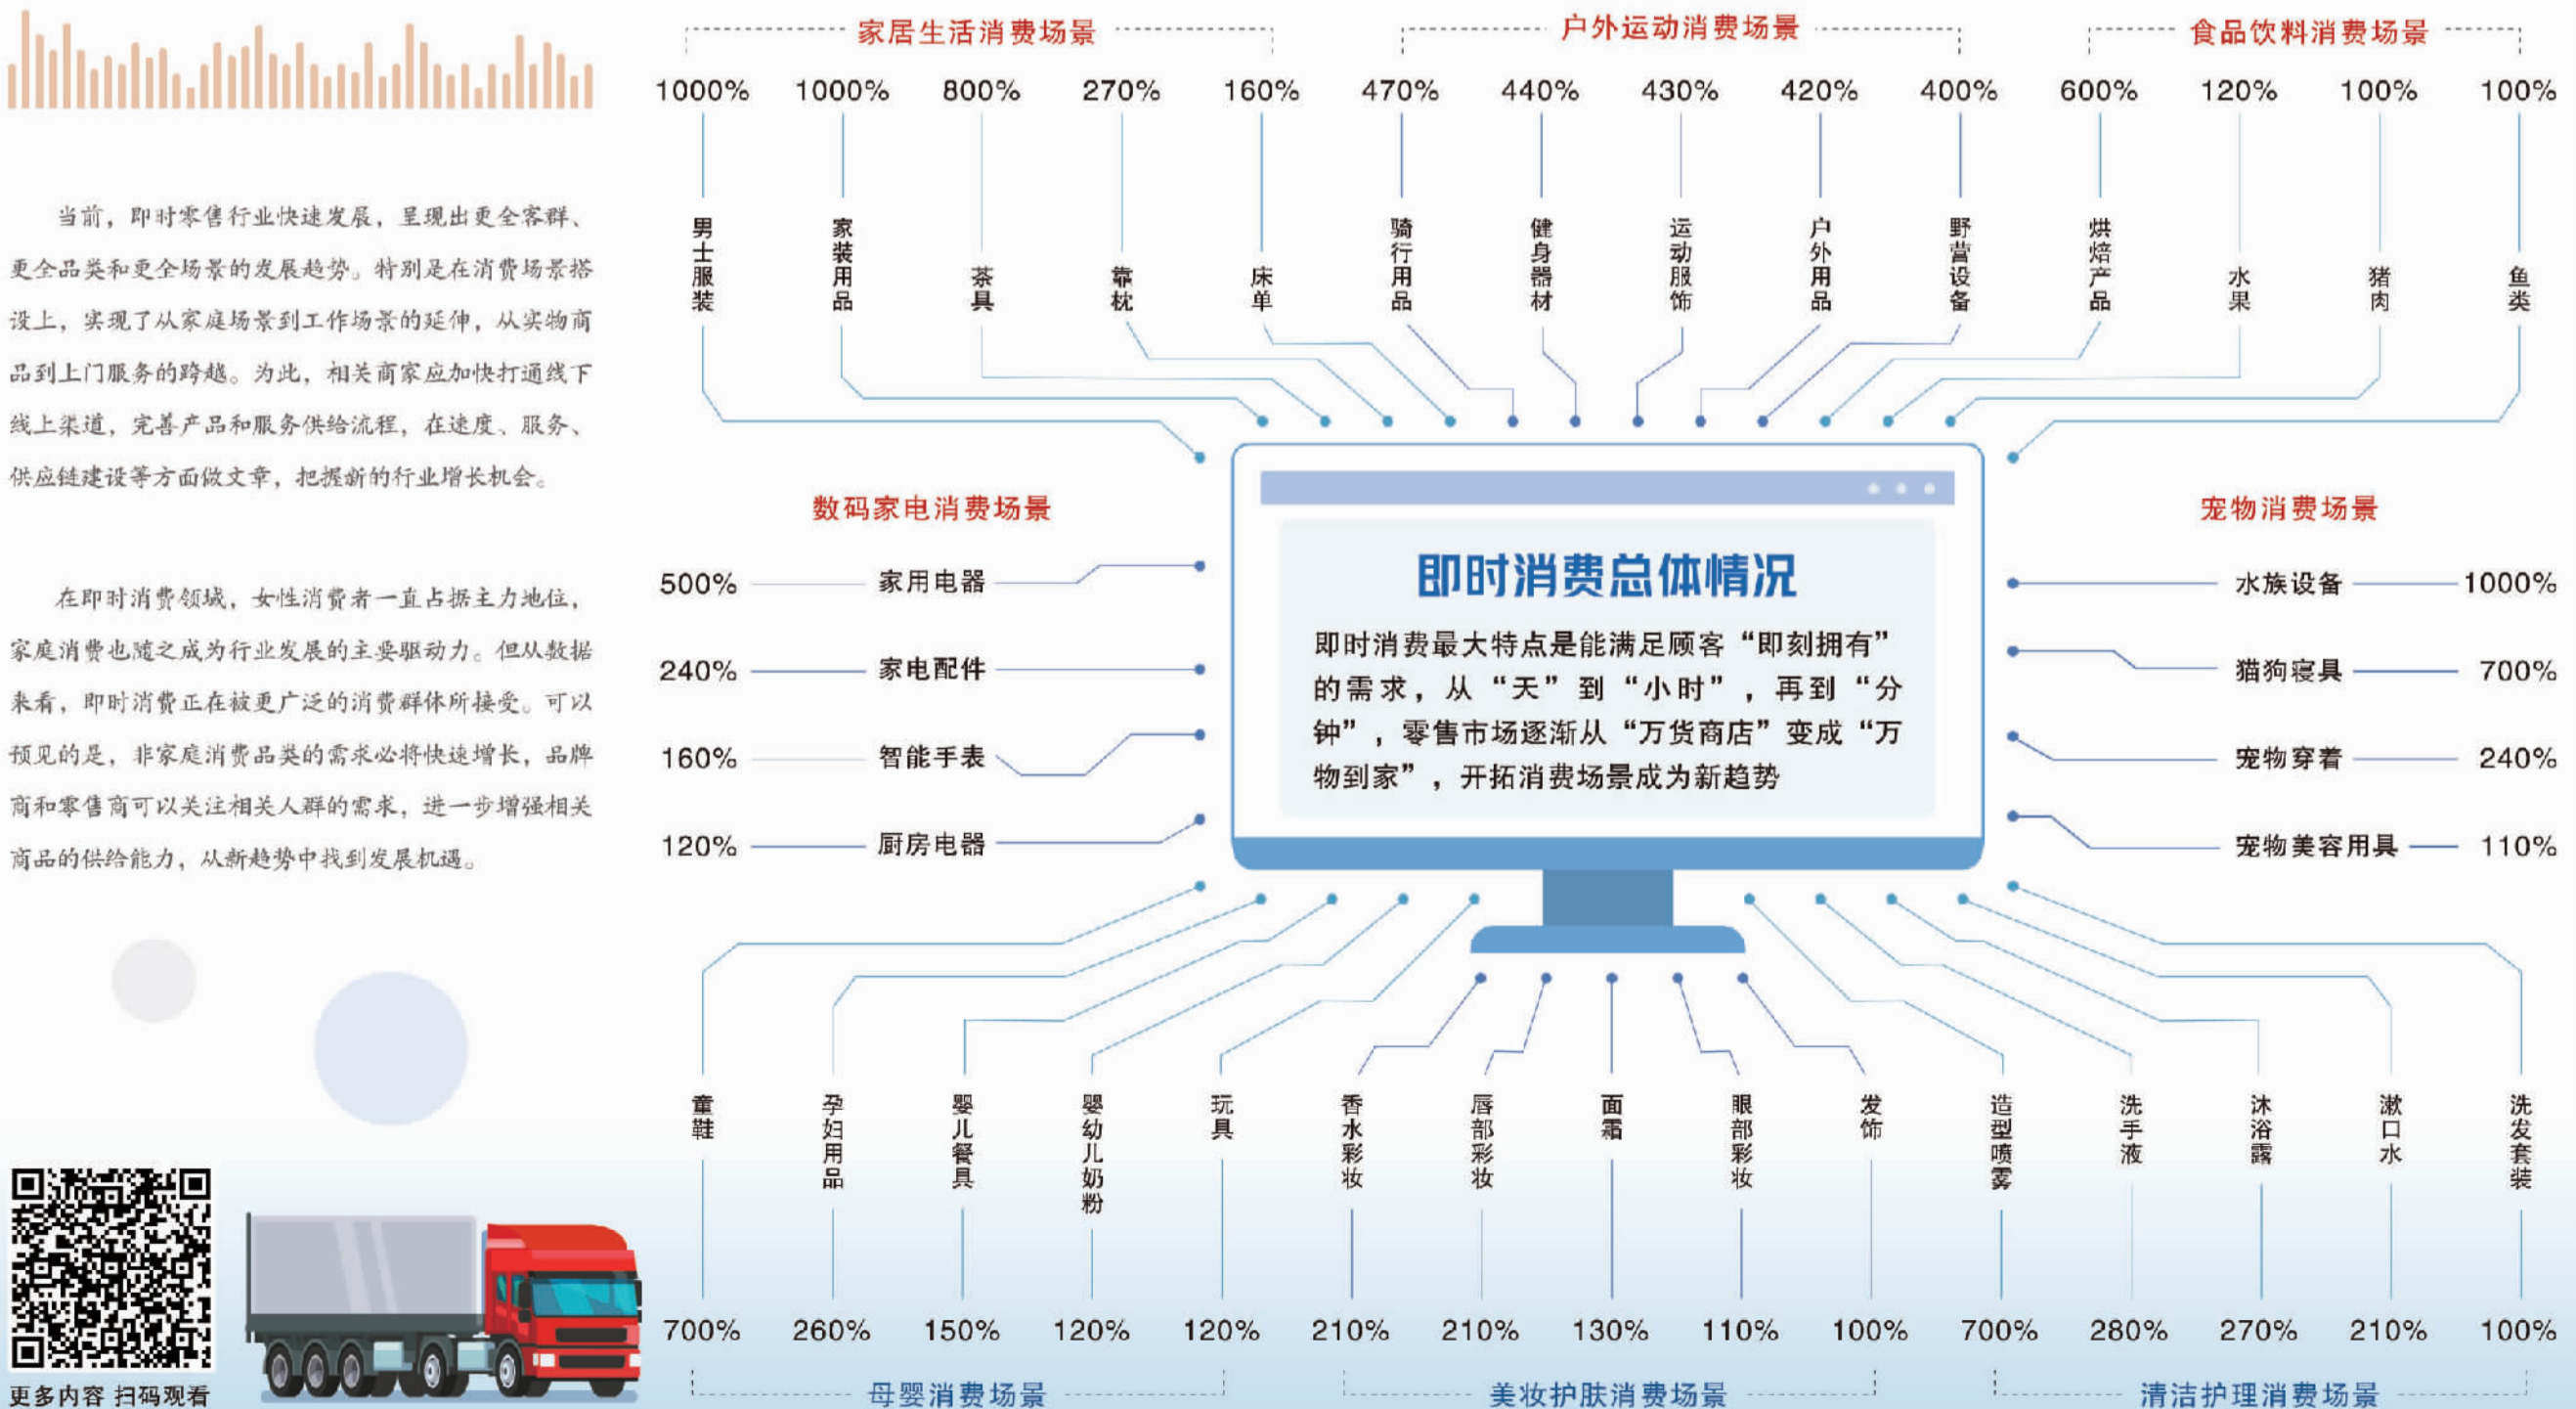 当前，即时零售行业快速发展，呈现出更全客群、
更全品类和更全场景的发展趋势。特别是在消费场景搭
设上，实现了从家庭场景到工作场景的延伸，从实物商
品到上门服务的跨越。为此，相关商家应加快打通线下
线上渠道，完善产品和服务供给流程，在速度、服务、
供应链建设等方面做文章，把握新的行业增长机会。
在即时消费领域，女性消费者一直占据主力地位，
家庭消费也随之成为行业发展的主要驱动力。但从数据
来看，即时消费正在被更广泛的消费群体所接受。可以
预见的是，非家庭消费品类的需求必将快速增长，品牌
商和零售商可以关注相关人群的需求，进一步增强相关
商品的供给能力，从新趋势中找到发展机遇。
更多内容 扫码观看
家居生活消费场景
1000% 1000% 800% 270% 160%
男士服装
家装用品
茶具
靠枕
床单
户外运动消费场景
470% 440% 430% 420% 400%
骑行用品
健身器材
运动服饰
户外用品
野营设备
食品饮料消费场景
600% 120% 100% 100%
烘焙产品
水果
猪肉
鱼类
数码家电消费场景
500% 家用电器
240% 家电配件
160% 智能手表
120% 厨房电器
即时消费总体情况
即时消费最大特点是能满足顾客“即刻拥有”
的需求，从“天”到“小时”，再到“分
钟”，零售市场逐渐从“万货商店”变成“万
物到家”，开拓消费场景成为新趋势
宠物消费场景
水族设备 1000%
猫狗寝具 700%
宠物穿着 240%
宠物美容用具 110%
童鞋
孕妇用品
婴儿餐具
婴幼儿奶粉
玩具
700% 260% 150% 120% 120%
母婴消费场景
香水彩妆
唇部彩妆
面霜
眼部彩妆
发饰
210% 210% 130% 110% 100%
美妆护肤消费场景
造型喷雾
洗手液
沐浴露
漱口水
洗发套装
700% 280% 270% 210% 100%
清洁护理消费场景